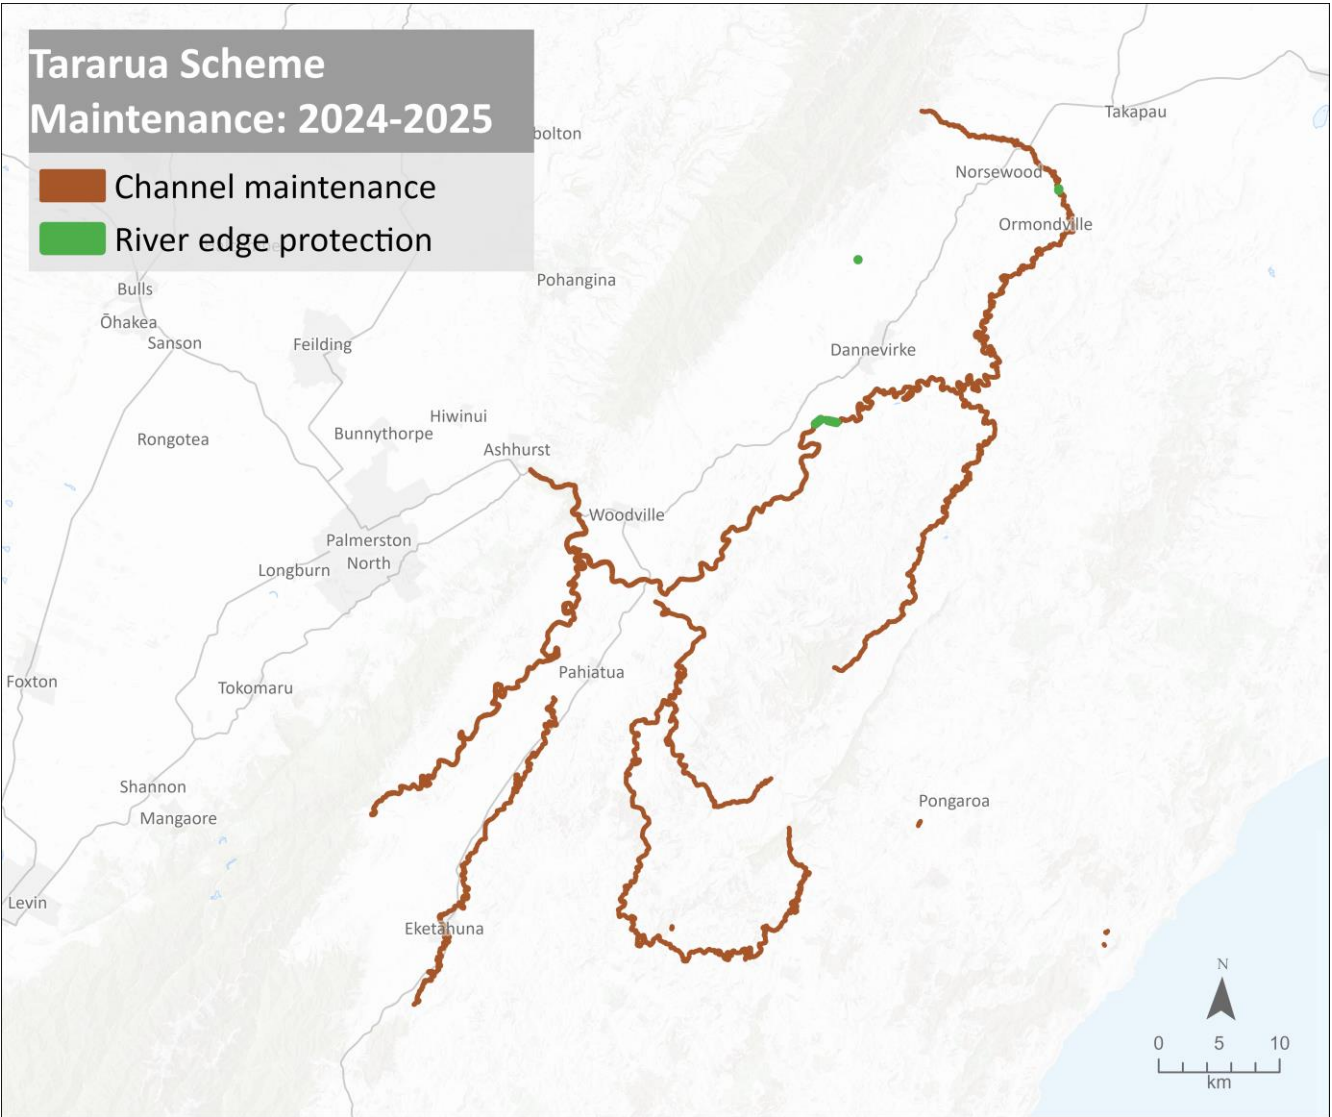 Tararua Scheme
Maintenance: 2024-2025
Channel maintenance
River edge protection
bolton
Takapau
Norsewood
Ormondville
Pohangina
Bulls
Ōhakea
Sanson
Feilding
Dannevirke
Hiwinui
Bunnythorpe
Rongotea
Ashhurst
Woodville
Palmerston
North
Longburn
Pahiatua
Foxton
Tokomaru
Shannon
Mangaore
Pongaroa
Levin
Eketāhuna
N
0 5 10
km